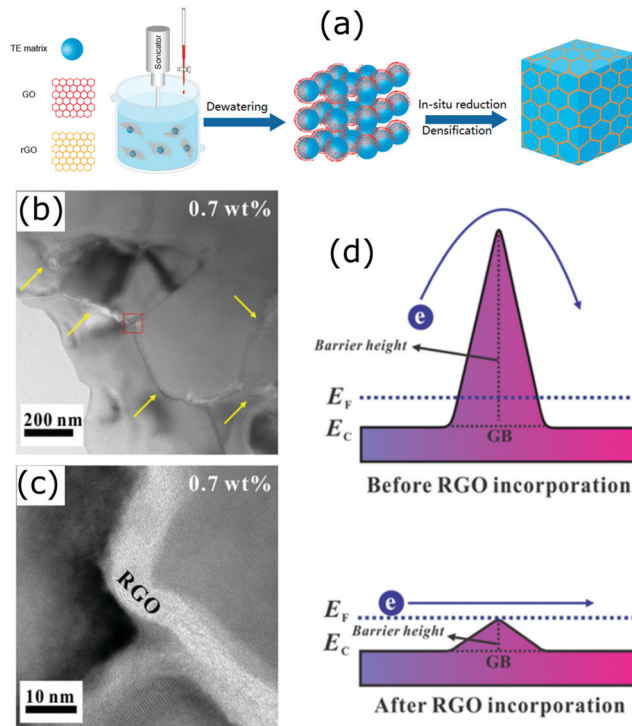 (a)
TE matrix
GO
rGO
Sonicator
Dewatering
In-situ reduction
Densification
(b)
0.7 wt%
200 nm
(c)
0.7 wt%
RGO
10 nm
(d)
e
Barrier height
EF
EC
GB
Before RGO incorporation
e
EF
Barrier height
EC
GB
After RGO incorporation